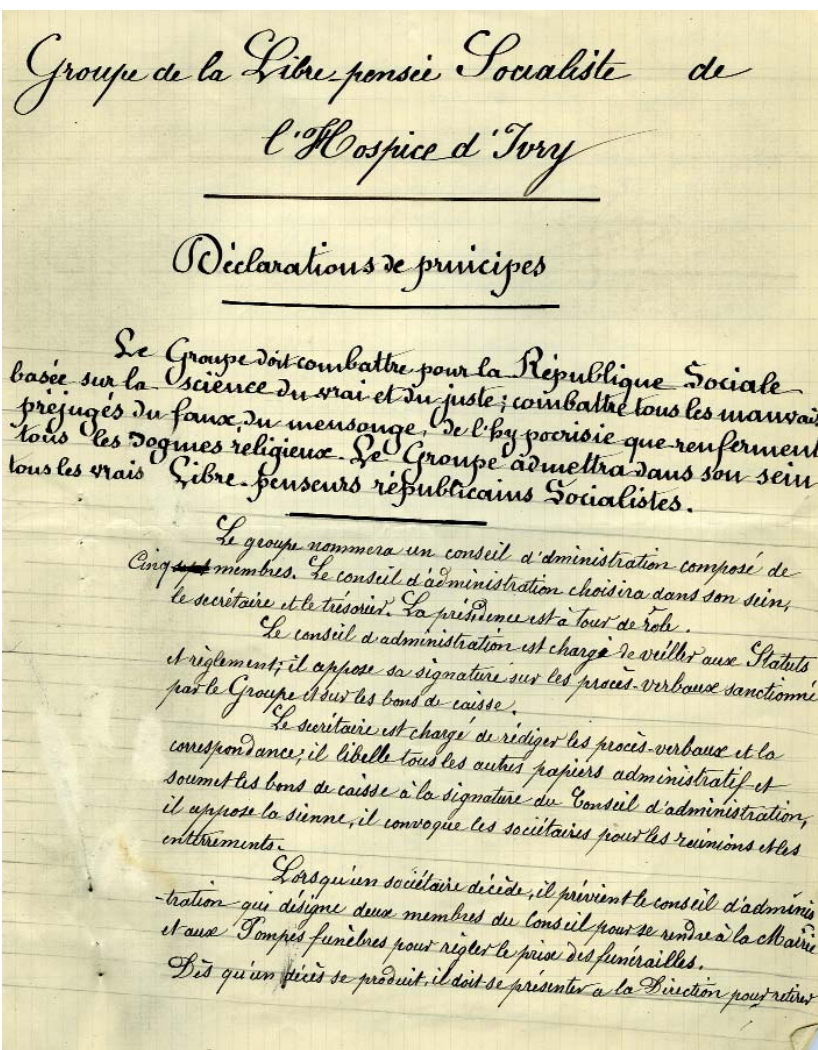 Groupe de la Libre-pensée Socialiste de
l'Hospice d'Ivry
Déclarations de principes
Le Groupe doit combattre pour la République Sociale
basée sur la science du vrai et du juste; combattre tous les mauvais
préjugés du faux, du mensonge, de l'hypocrisie que renferment
tous les dogmes religieux. Le Groupe admettra dans son sein
tous les vrais Libre-penseurs républicains Socialistes.
Le groupe nommera un conseil d'dministration composé de
Cinq sept membres. Le conseil d'administration choisira dans son sein,
le secrétaire et le trésorier. La présidence est à tour de rôle.
Le conseil d'administration est chargé de veiller aux Statuts
et règlement; il appose sa signature sur les procès-verbaux sanctionné
par le Groupe et sur les bons de caisse.
Le secrétaire est chargé de rédiger les procès-verbaux et la
correspondance; il libelle tous les autres papiers administratif et
soumet les bons de caisse à la signature du Conseil d'administration,
il appose la sienne, il convoque les sociétaires pour les réunions et les
enterrements.
Lorsqu'un sociétaire décède, il prévient le conseil d'adminis
-tration qui désigne deux membres du Conseil pour se rendre à la Mairie
et aux Pompes funèbres pour règler le prix des funérailles.
Dès qu'un décès se produit, il doit se présenter a la Direction pour retirer